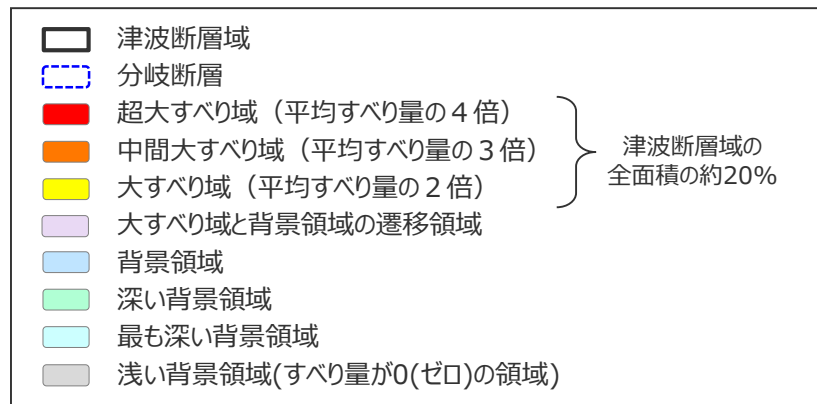 津波断層域
分岐断層
超大すべり域（平均すべり量の４倍）
中間大すべり域（平均すべり量の３倍）
大すべり域（平均すべり量の２倍）
津波断層域の
全面積の約20%
大すべり域と背景領域の遷移領域
背景領域
深い背景領域
最も深い背景領域
浅い背景領域(すべり量が0(ゼロ)の領域)